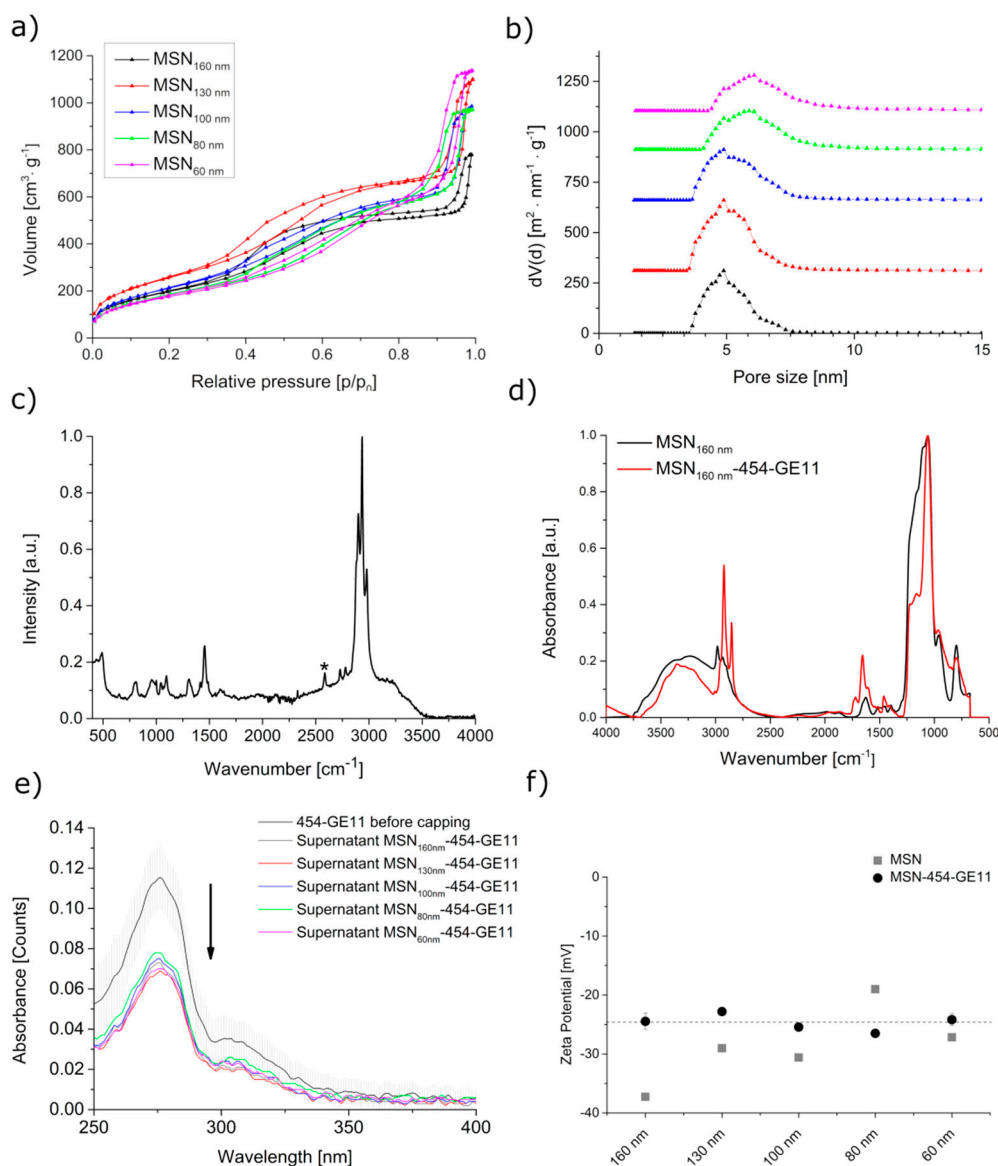 a)
MSN160 nm
MSN130 nm
MSN100 nm
MSN80 nm
MSN60 nm
1200
1000
800
600
400
200
0
0.0 0.2 0.4 0.6 0.8 1.0
Volume [cm3 · g-1]
Relative pressure [p/pn]
b)
1250
1000
750
500
250
0
0 5 10 15
dV(d) [m2 · nm-1 · g-1]
Pore size [nm]
c)
1.0
0.8
0.6
0.4
0.2
0.0
*
500 1000 1500 2000 2500 3000 3500 4000
Intensity [a.u.]
Wavenumber [cm-1]
d)
MSN160 nm
MSN160 nm-454-GE11
1.0
0.8
0.6
0.4
0.2
0.0
4000 3500 3000 2500 2000 1500 1000 500
Absorbance [a.u.]
Wavenumber [cm-1]
e)
454-GE11 before capping
Supernatant MSN160nm-454-GE11
Supernatant MSN130nm-454-GE11
Supernatant MSN100nm-454-GE11
Supernatant MSN80nm-454-GE11
Supernatant MSN60nm-454-GE11
0.14
0.12
0.10
0.08
0.06
0.04
0.02
0.00
250 300 350 400
Absorbance [Counts]
Wavelength [nm]
f)
MSN
MSN-454-GE11
0
-10
-20
-30
-40
Zeta Potential [mV]
160 nm 130 nm 100 nm 80 nm 60 nm